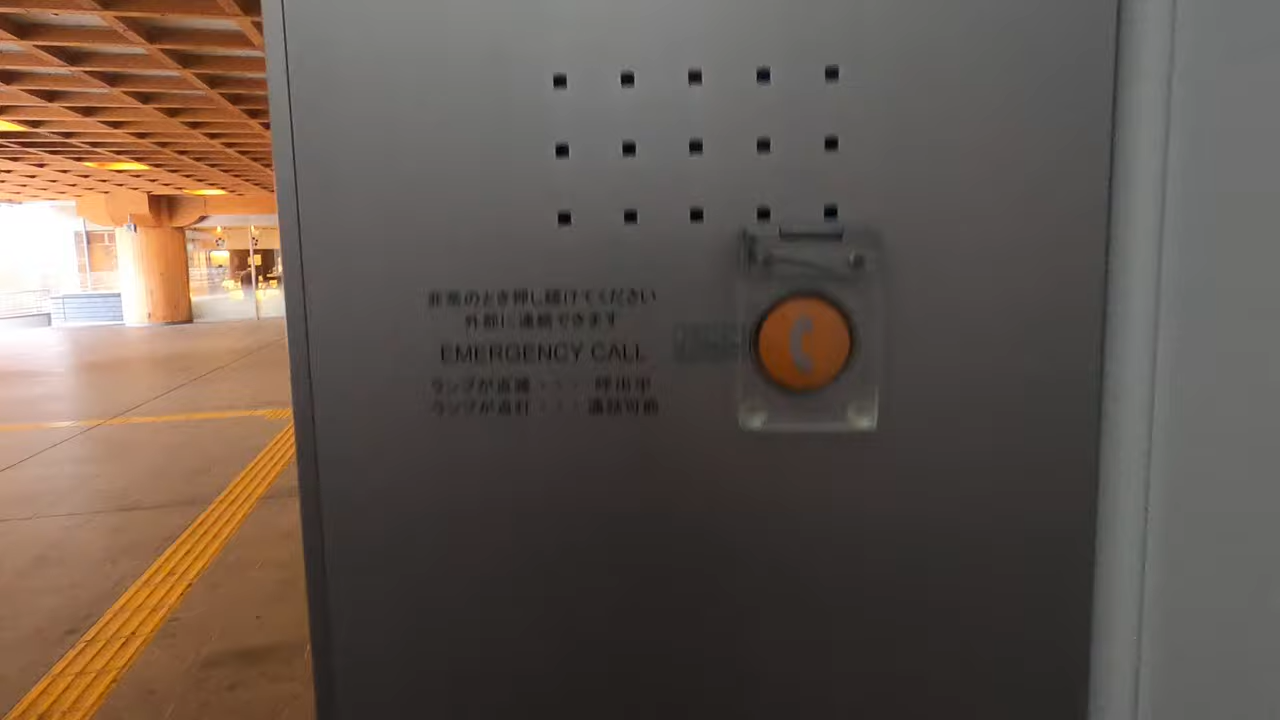 非常のとき押し続けてください
外部に連絡できます
EMERGENCY CALL
ランプが点滅・・・呼出中
ランプが点灯・・・通話可能